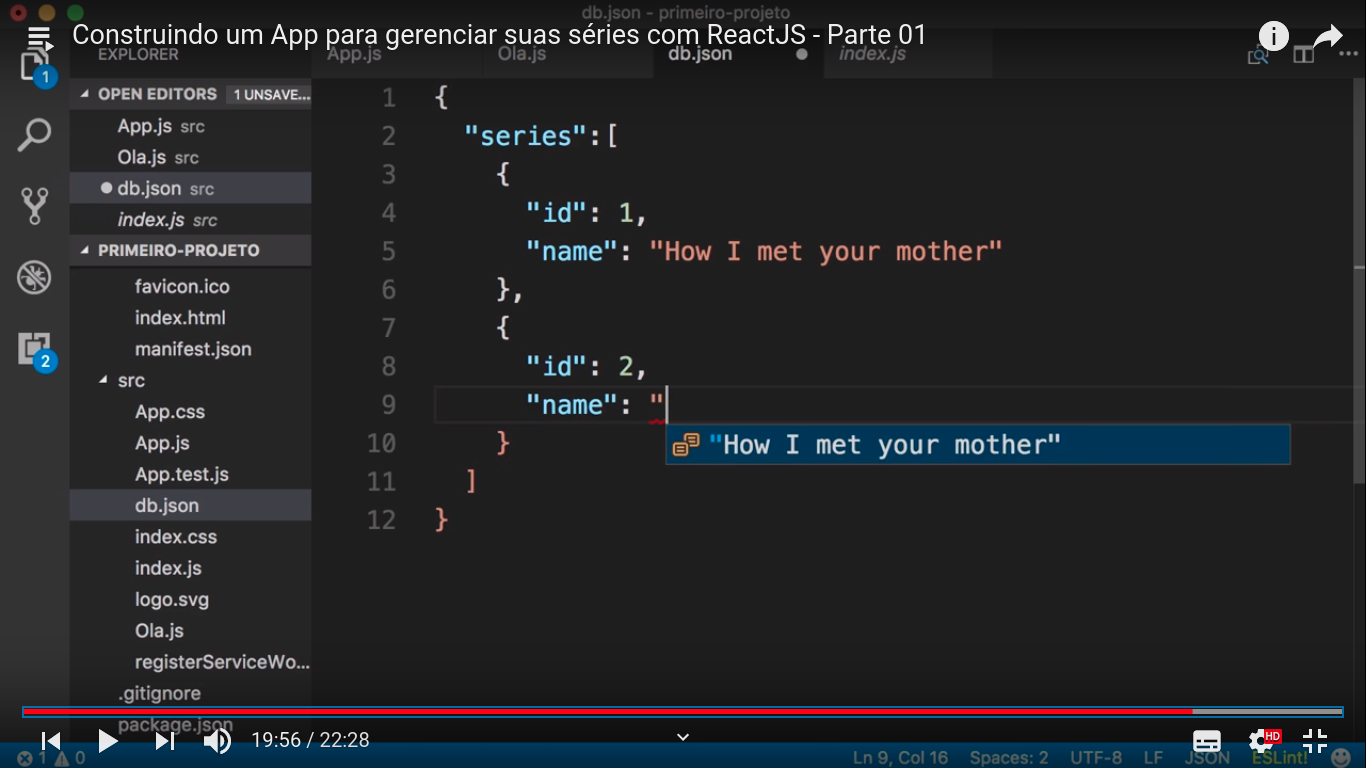 db.json - primeiro-projeto
Construindo um App para gerenciar suas séries com ReactJS - Parte 01
EXPLORER
App.js
Ola.js
db.json
index.js
1
OPEN EDITORS
1 UNSAVE...
App.js src
Ola.js src
db.json src
index.js src
PRIMEIRO-PROJETO
favicon.ico
index.html
manifest.json
src
App.css
App.js
App.test.js
db.json
index.css
index.js
logo.svg
Ola.js
registerServiceWo...
.gitignore
package.json
2
1 {
2 "series":[
3 {
4 "id": 1,
5 "name": "How I met your mother"
6 },
7 {
8 "id": 2,
9 "name": "
"How I met your mother"
10 }
11 ]
12 }
19:56 / 22:28
HD
1 0
Ln 9, Col 16
Spaces: 2
UTF-8
LF
JSON
ESLint!